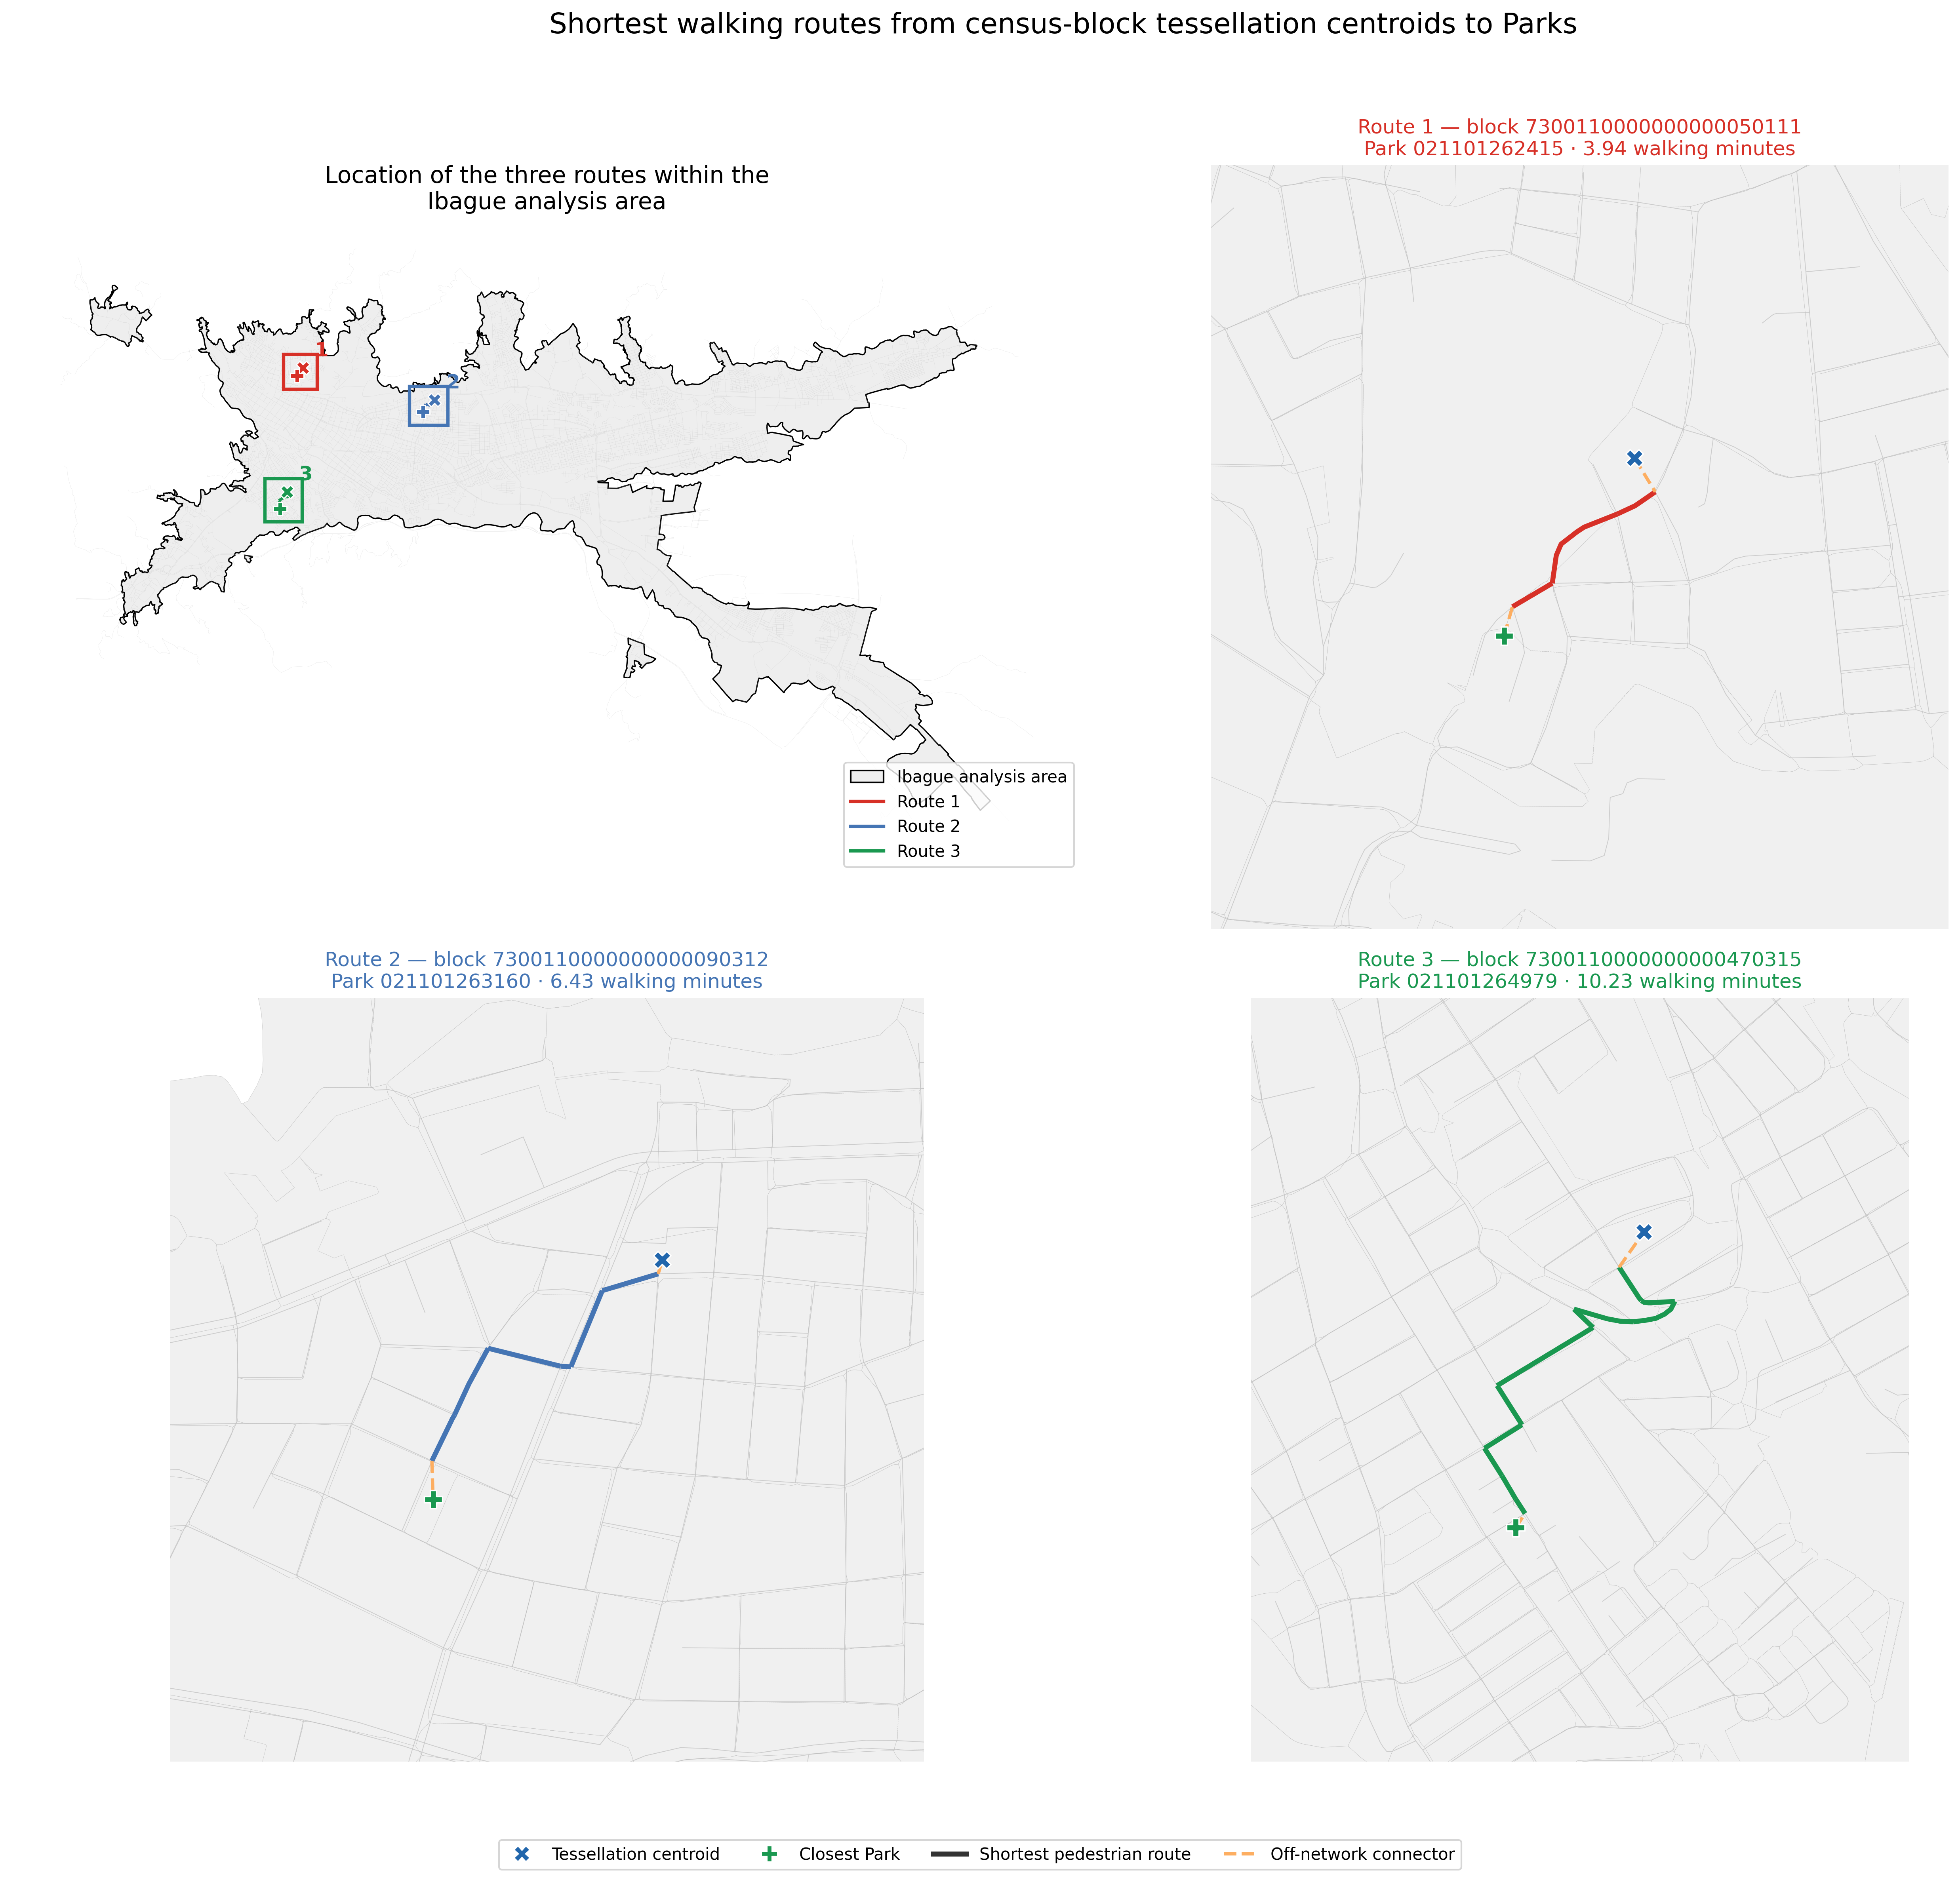 Shortest walking routes from census-block tessellation centroids to Parks
Location of the three routes within the
Ibague analysis area
1
2
3
Ibague analysis area
Route 1
Route 2
Route 3
Route 1 — block 7300110000000000050111
Park 021101262415 · 3.94 walking minutes
Route 2 — block 7300110000000000090312
Park 021101263160 · 6.43 walking minutes
Route 3 — block 7300110000000000470315
Park 021101264979 · 10.23 walking minutes
Tessellation centroid
Closest Park
Shortest pedestrian route
Off-network connector